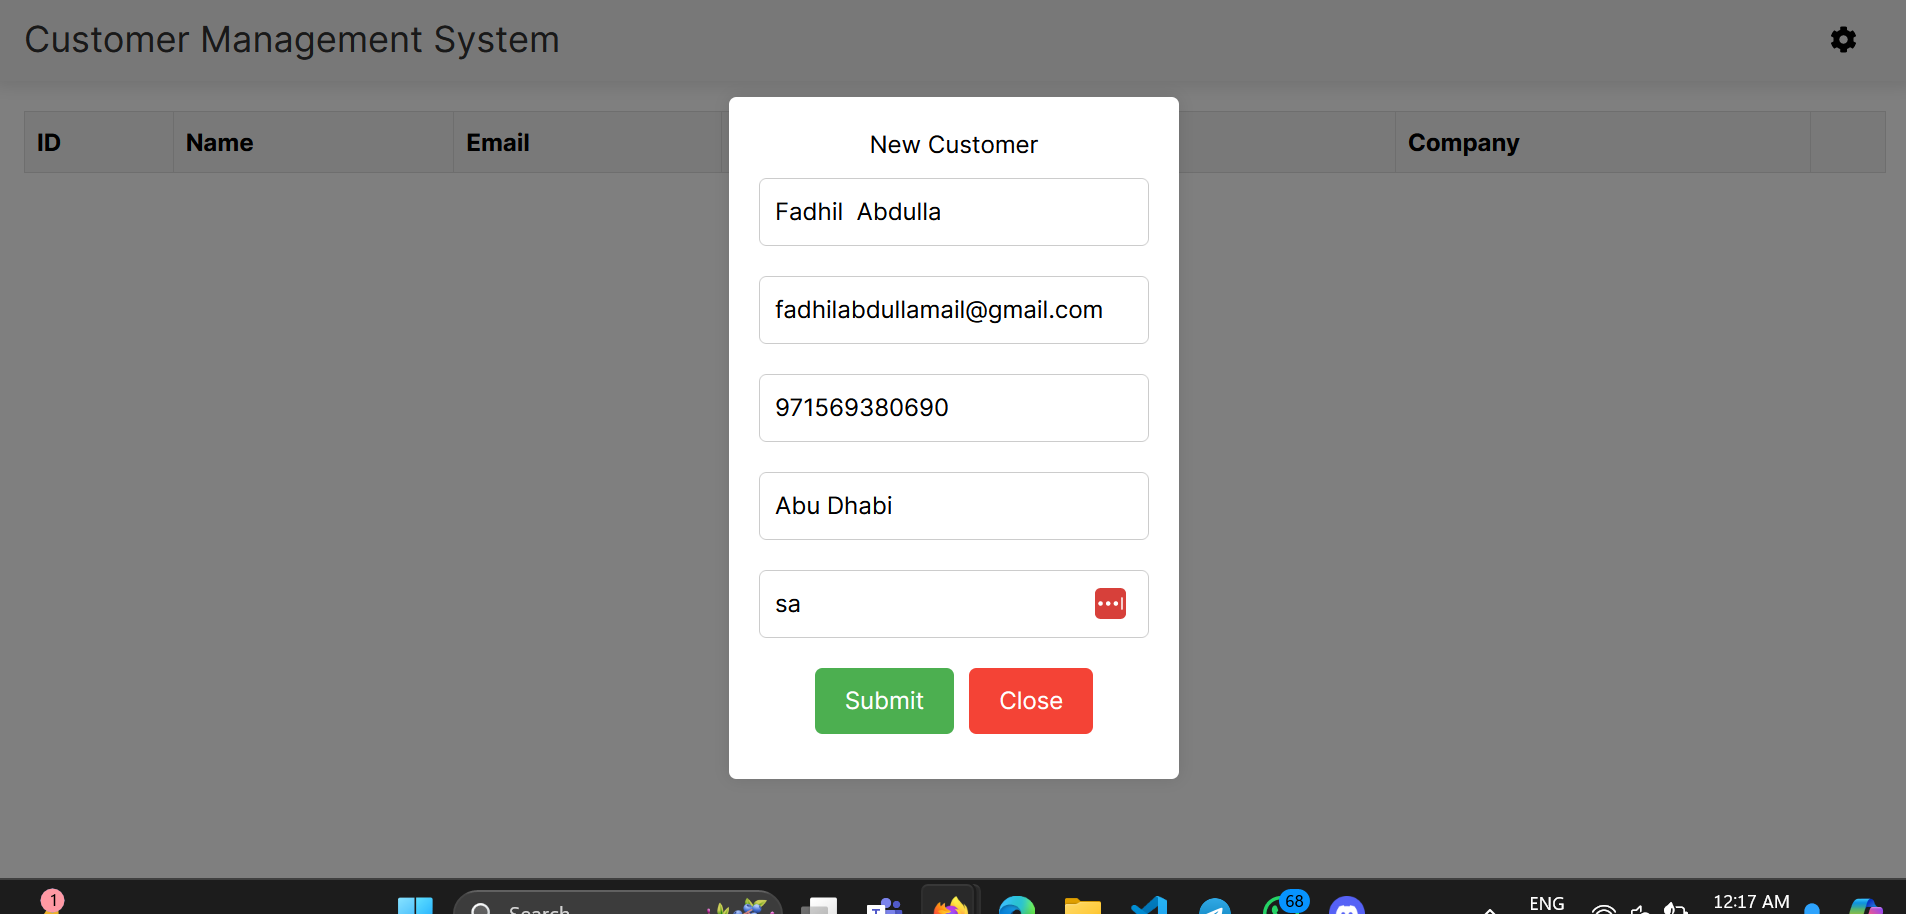 Customer Management System
ID Name Email Company
New Customer
Fadhil  Abdulla
fadhilabdullamail@gmail.com
971569380690
Abu Dhabi
sa
Submit Close
1
Search
T
68
ENG
12:17 AM